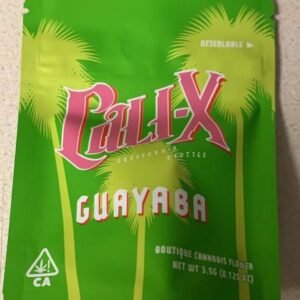 RESEALABLE ▶
CALI-X
CALIFORNIA EXOTICS
GUAYABA
BOUTIQUE CANNABIS FLOWER
NET WT 3.5G (0.125 OZ)
!
CA